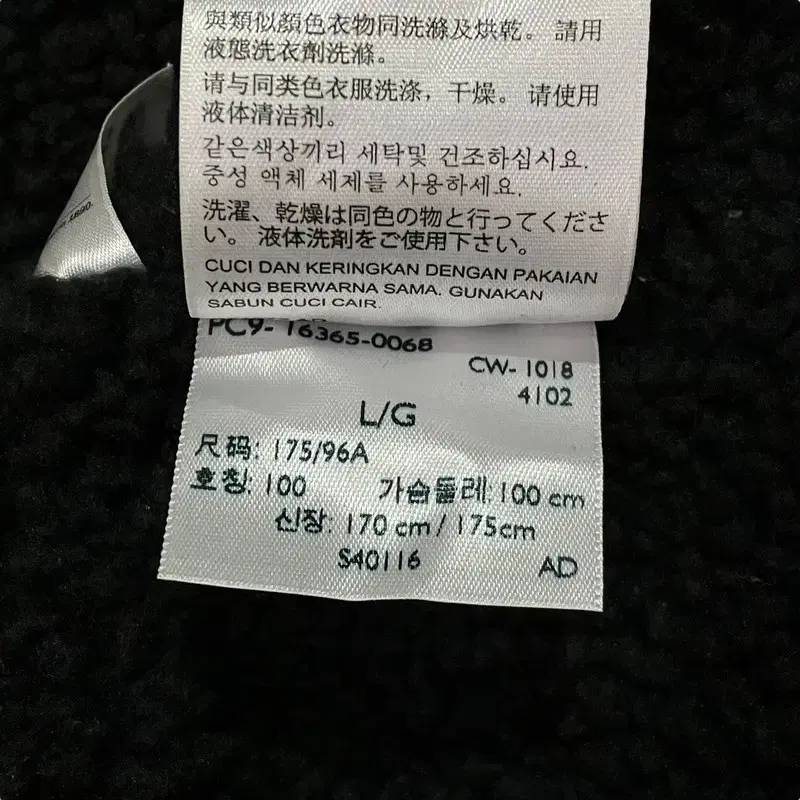 與類似顏色衣物同洗滌及烘乾。 請用
液態洗衣劑洗滌。
请与同类色衣服洗涤，干燥。 请使用
液体清洁剂。
같은색상끼리 세탁및 건조하십시요.
중성 액체 세제를 사용하세요.
洗濯、乾燥は同色の物と行ってくださ
い。 液体洗剤をご使用下さい。
CUCI DAN KERINGKAN DENGAN PAKAIAN
YANG BERWARNA SAMA. GUNAKAN
SABUN CUCI CAIR.
PC9- 16365-0068
CW- 1018
4102
L/G
尺码: 175/96A
호칭: 100 가슴둘레: 100 cm
신장: 170 cm / 175cm
S40116 AD